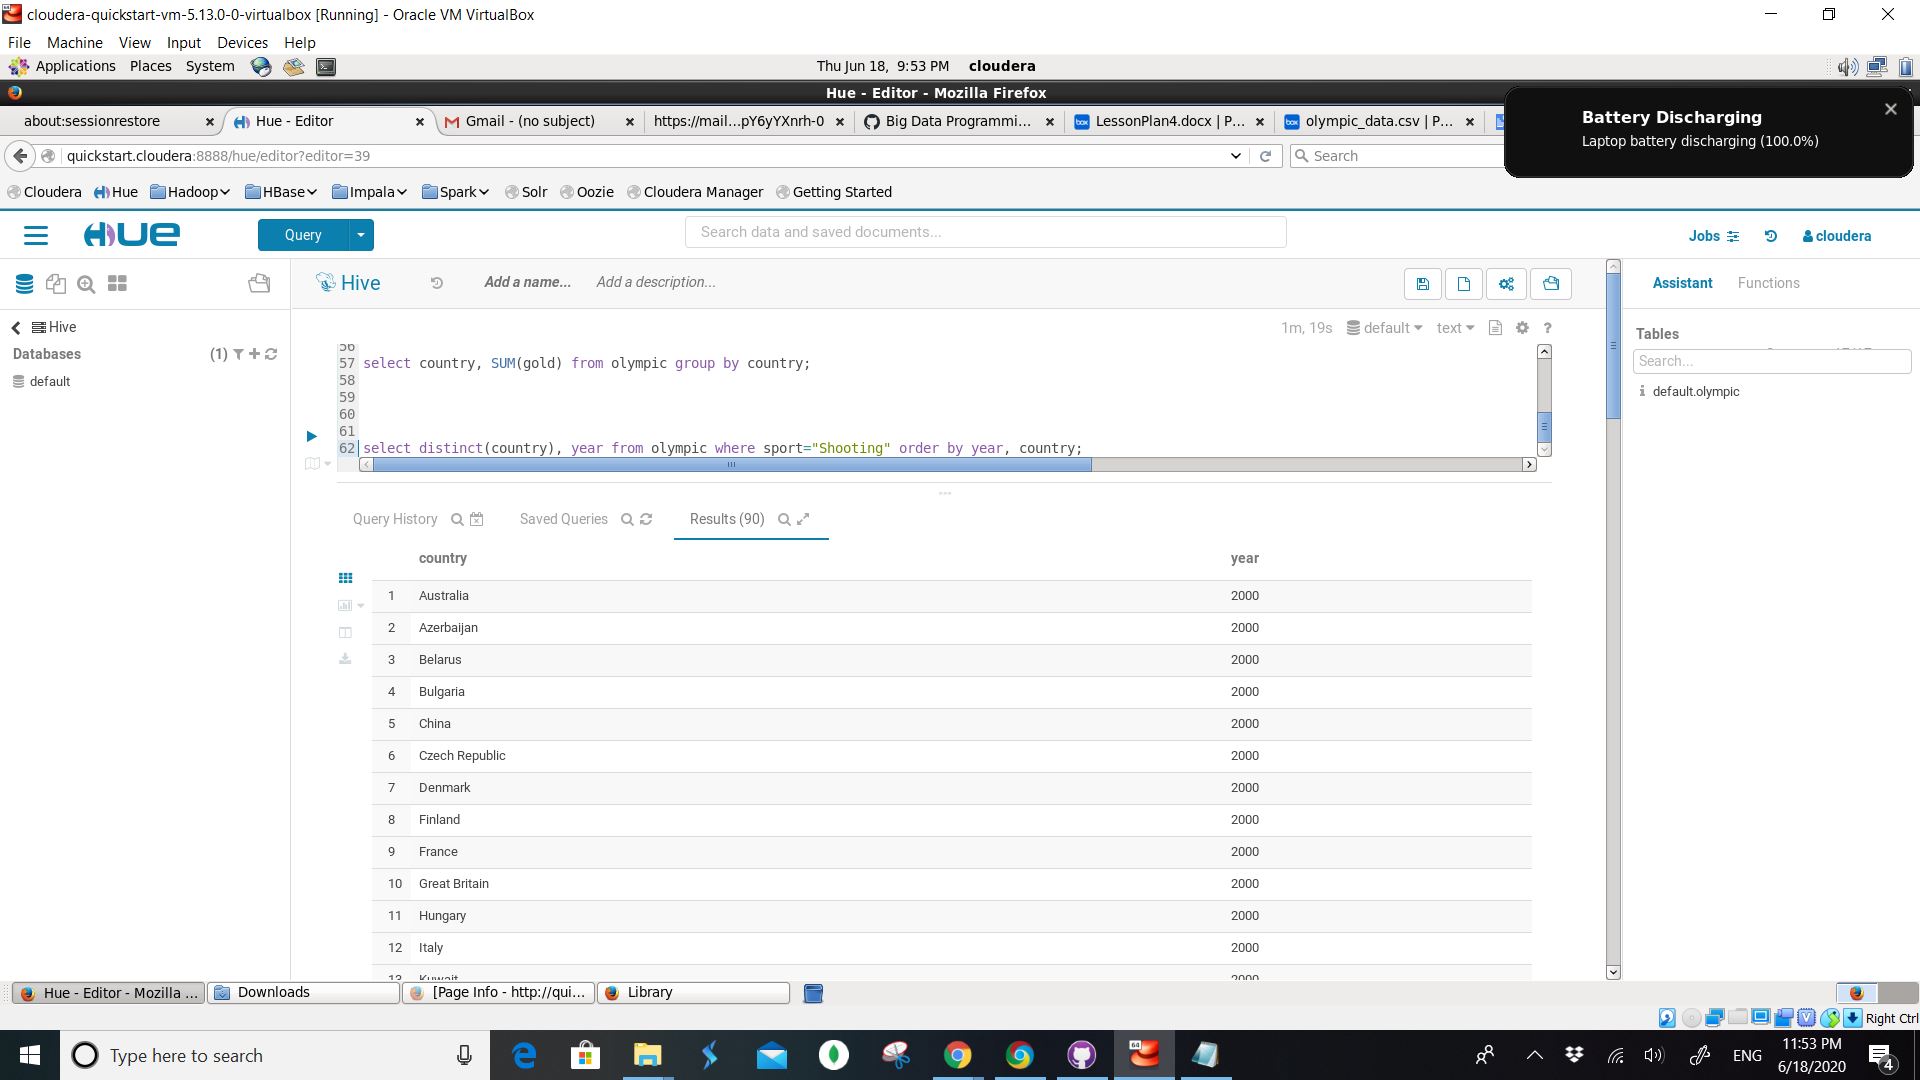 cloudera-quickstart-vm-5.13.0-0-virtualbox [Running] - Oracle VM VirtualBox
File Machine View Input Devices Help
Applications Places System Thu Jun 18, 9:53 PM cloudera
Hue - Editor - Mozilla Firefox
about:sessionrestore Hue - Editor Gmail - (no subject) https://mail...pY6yYXnrh-0 Big Data Programmi... LessonPlan4.docx | P... olympic_data.csv | P...
Battery Discharging
Laptop battery discharging (100.0%)
quickstart.cloudera:8888/hue/editor?editor=39 Search
Cloudera Hue Hadoop HBase Impala Spark Solr Oozie Cloudera Manager Getting Started
HUE Query Search data and saved documents... Jobs cloudera
Hive Add a name... Add a description... Assistant Functions
Hive 1m, 19s default text ?
Databases (1) Tables
default Search...
default.olympic
56
57 select country, SUM(gold) from olympic group by country;
58
59
60
61
62 select distinct(country), year from olympic where sport="Shooting" order by year, country;
Query History Saved Queries Results (90)
country year
1 Australia 2000
2 Azerbaijan 2000
3 Belarus 2000
4 Bulgaria 2000
5 China 2000
6 Czech Republic 2000
7 Denmark 2000
8 Finland 2000
9 France 2000
10 Great Britain 2000
11 Hungary 2000
12 Italy 2000
13 Kuwait 2000
Hue - Editor - Mozilla ... Downloads [Page Info - http://qui... Library
Right Ctrl
Type here to search 64 ENG 11:53 PM
6/18/2020 4